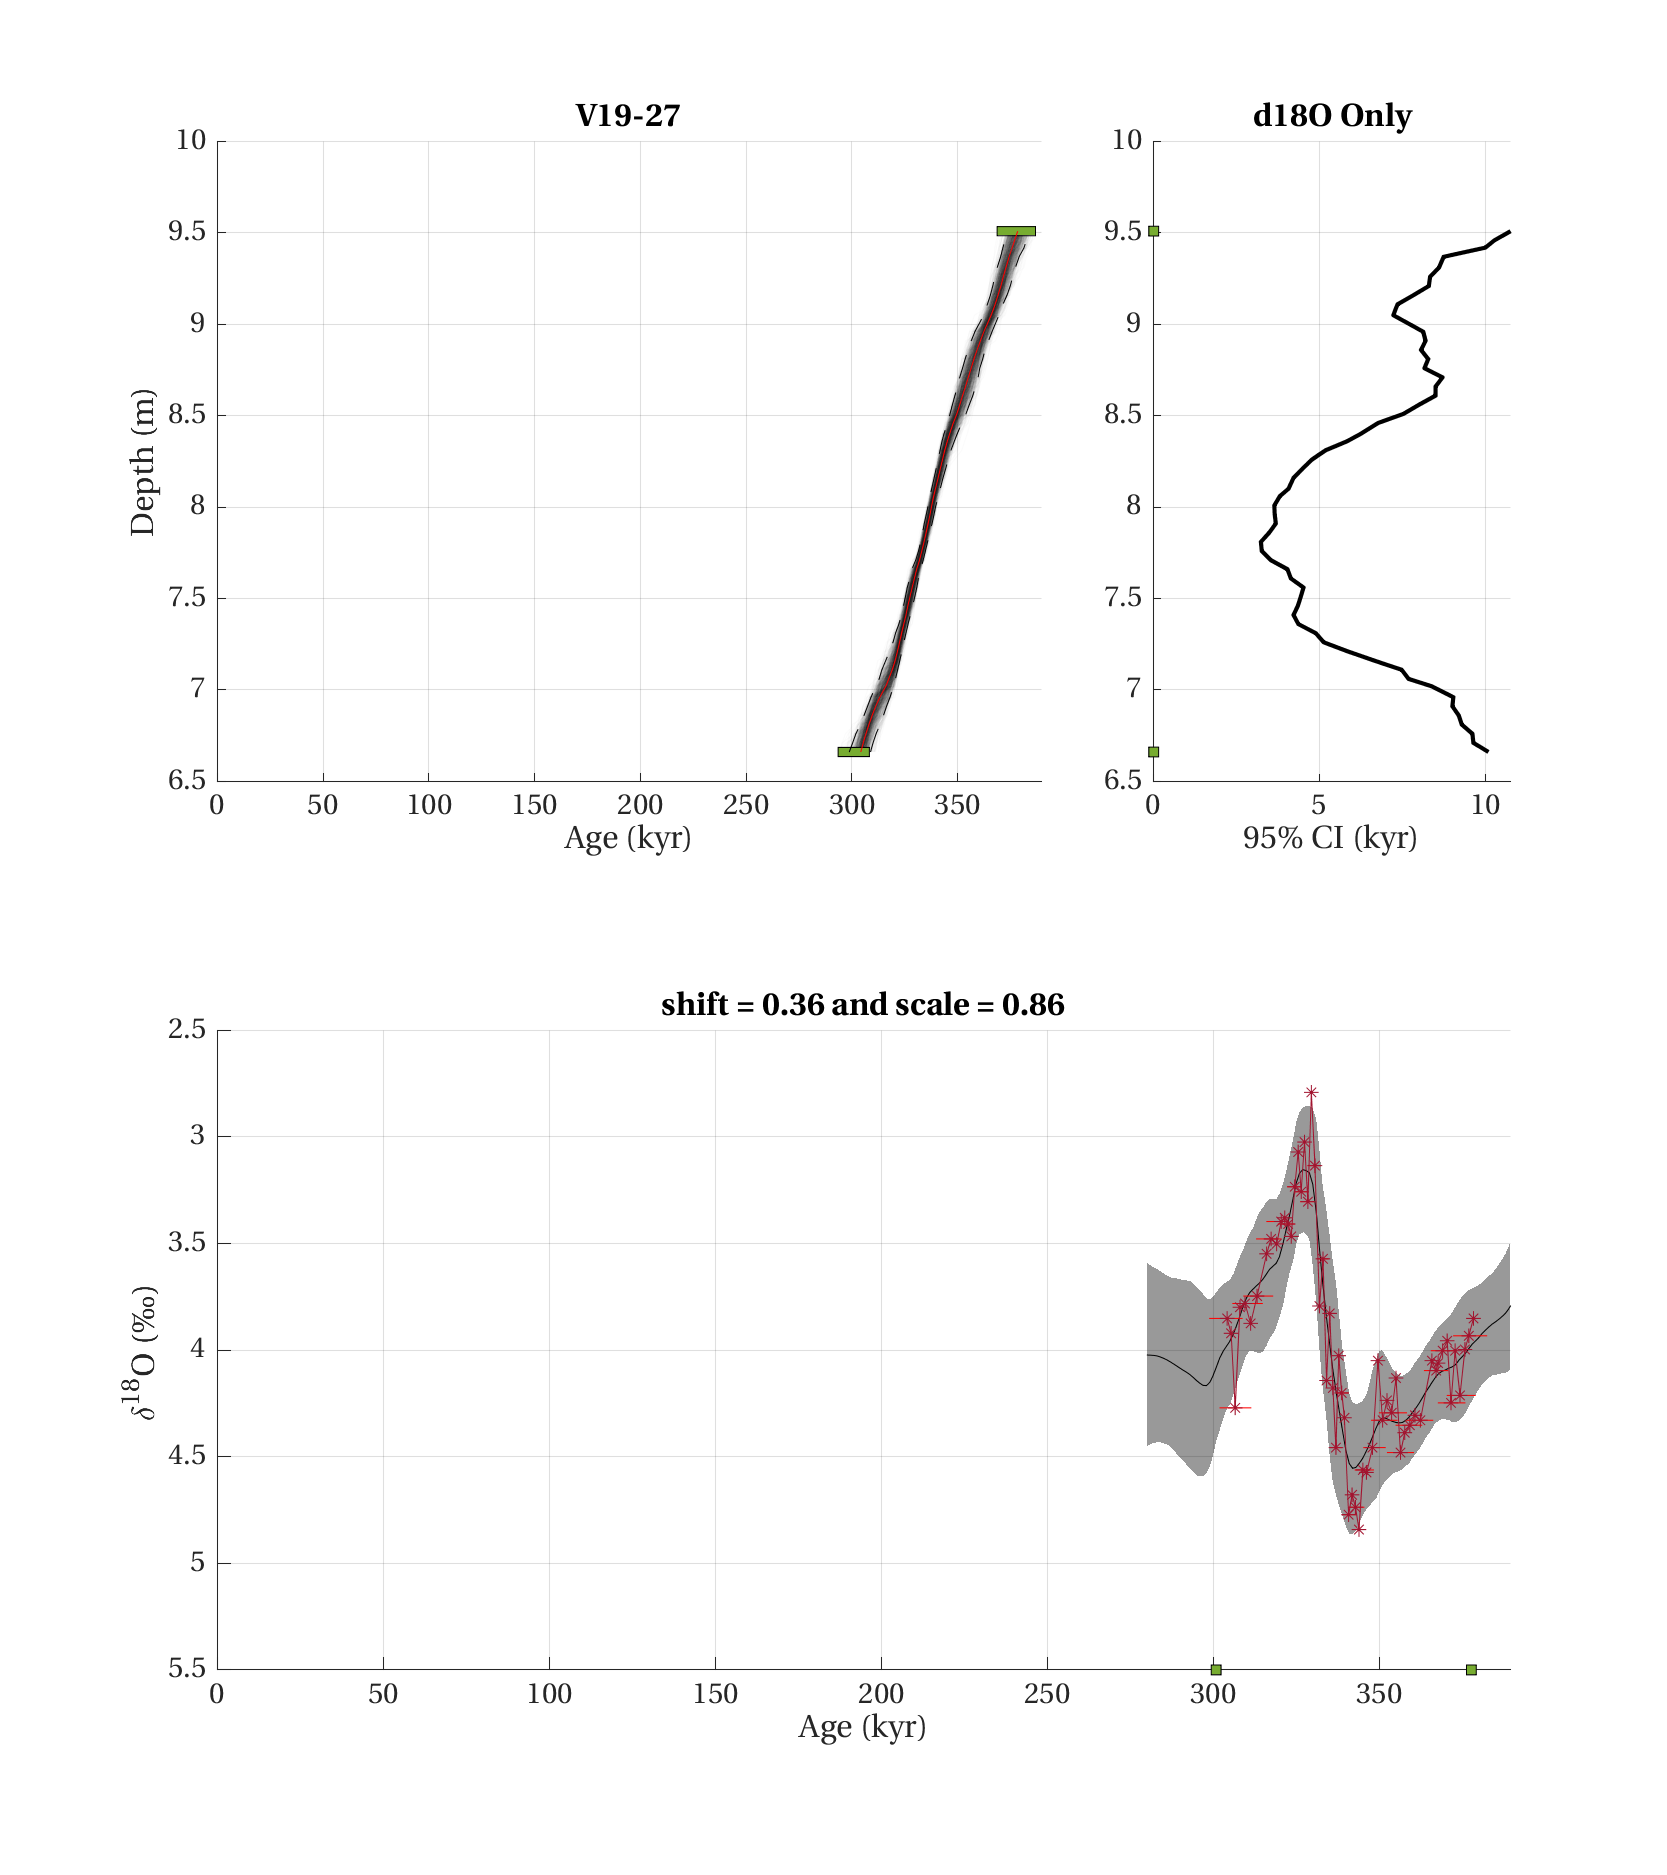 V19-27
10
9.5
9
8.5
8
7.5
7
6.5
Depth (m)
0 50 100 150 200 250 300 350
Age (kyr)
d18O Only
10
9.5
9
8.5
8
7.5
7
6.5
0 5 10
95% CI (kyr)
shift = 0.36 and scale = 0.86
2.5
3
3.5
4
4.5
5
5.5
δ18O (‰)
0 50 100 150 200 250 300 350
Age (kyr)